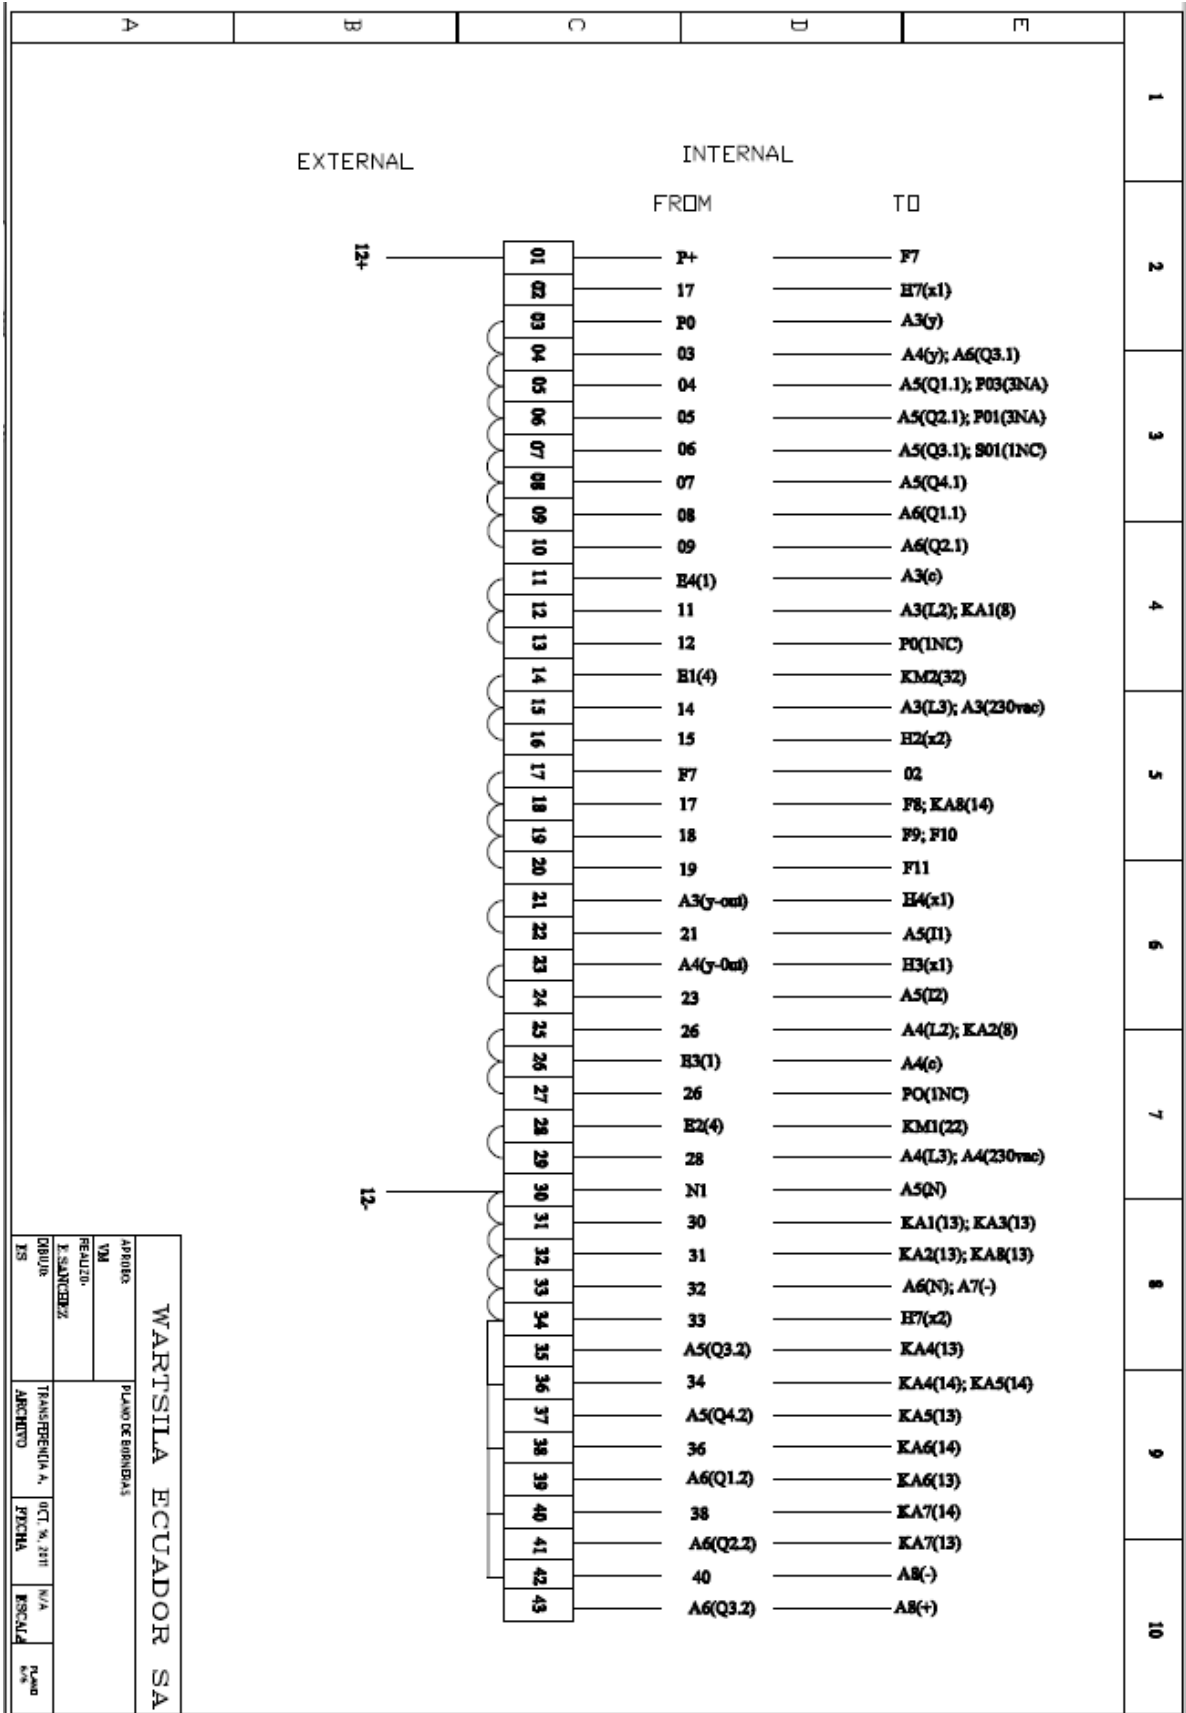 A B C D E
1
EXTERNAL INTERNAL
FROM TO
12+ 01 P+ F7
2
02 17 H7(x1)
03 P0 A3(y)
04 03 A4(y); A6(Q3.1)
05 04 A5(Q1.1); P03(3NA)
06 05 A5(Q2.1); P01(3NA)
3
07 06 A5(Q3.1); S01(1NC)
08 07 A5(Q4.1)
09 08 A6(Q1.1)
10 09 A6(Q2.1)
11 E4(1) A3(c)
12 11 A3(L2); KA1(8)
4
13 12 P0(1NC)
14 E1(4) KM2(32)
15 14 A3(L3); A3(230vac)
16 15 H2(x2)
17 F7 02
5
18 17 F8; KA8(14)
19 18 F9; F10
20 19 F11
21 A3(y-out) H4(x1)
22 21 A5(I1)
6
23 A4(y-0ut) H3(x1)
24 23 A5(I2)
25 26 A4(L2); KA2(8)
26 E3(1) A4(c)
27 26 PO(1NC)
7
28 E2(4) KM1(22)
29 28 A4(L3); A4(230vac)
12- 30 N1 A5(N)
31 30 KA1(13); KA3(13)
32 31 KA2(13); KA8(13)
33 32 A6(N); A7(-)
8
34 33 H7(x2)
35 A5(Q3.2) KA4(13)
36 34 KA4(14); KA5(14)
37 A5(Q4.2) KA5(13)
38 36 KA6(14)
9
39 A6(Q1.2) KA6(13)
40 38 KA7(14)
41 A6(Q2.2) KA7(13)
42 40 A8(-)
43 A6(Q3.2) A8(+)
10
WARTSILA ECUADOR SA
APROBO:
VM
REALIZO:
E.SANCHEZ
DIBUJO:
ES
PLANO DE BORNERAS
TRANSFERENCIA A. OCT, 16, 2011 N/A
ARCHIVO FECHA ESCALA
PLANO
6/6